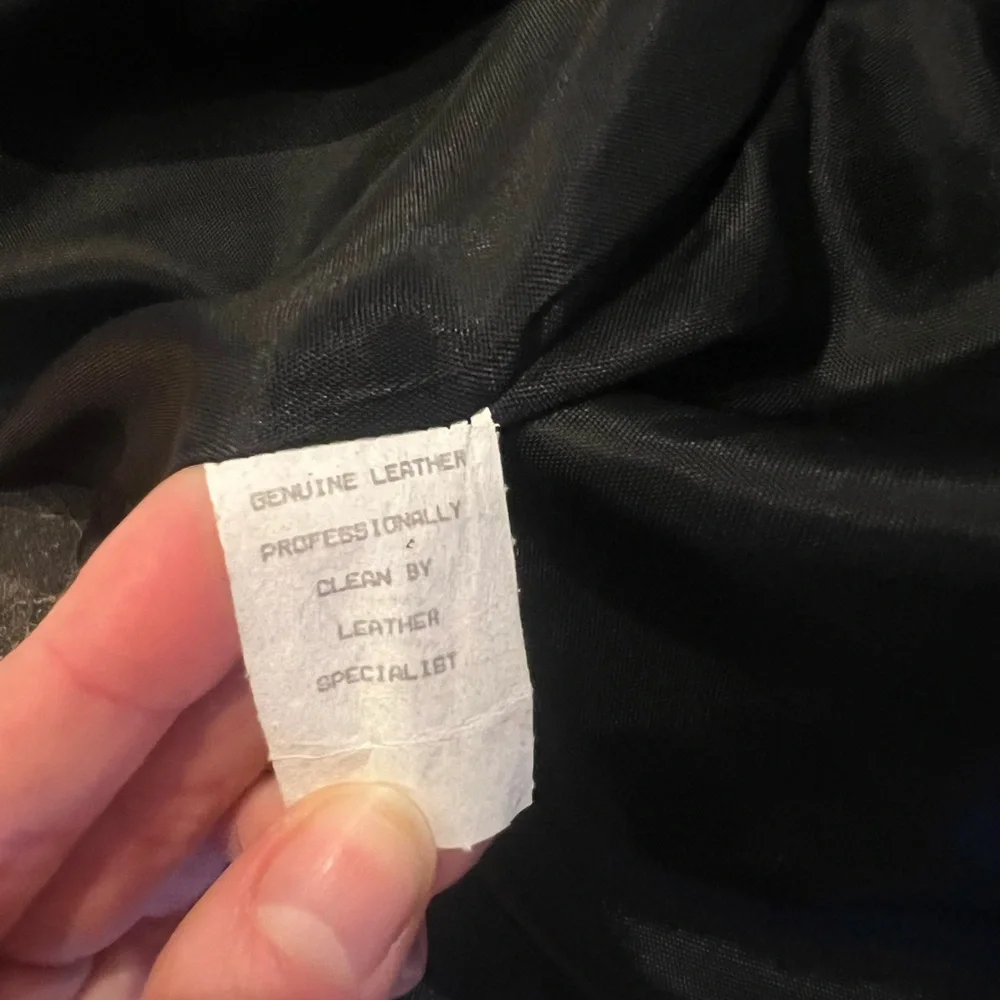 GENUINE LEATHER
PROFESSIONALLY
CLEAN BY
LEATHER
SPECIALIST